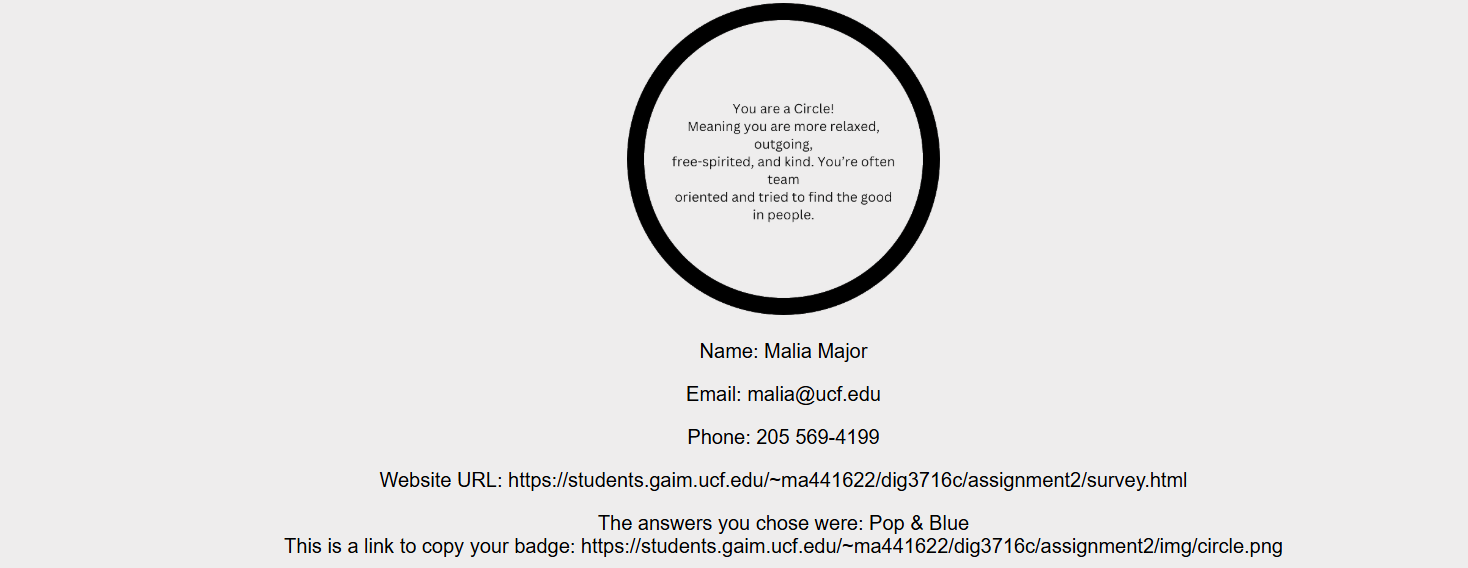 You are a Circle!
Meaning you are more relaxed,
outgoing,
free-spirited, and kind. You're often
team
oriented and tried to find the good
in people.
Name: Malia Major
Email: malia@ucf.edu
Phone: 205 569-4199
Website URL: https://students.gaim.ucf.edu/~ma441622/dig3716c/assignment2/survey.html
The answers you chose were: Pop & Blue
This is a link to copy your badge: https://students.gaim.ucf.edu/~ma441622/dig3716c/assignment2/img/circle.png